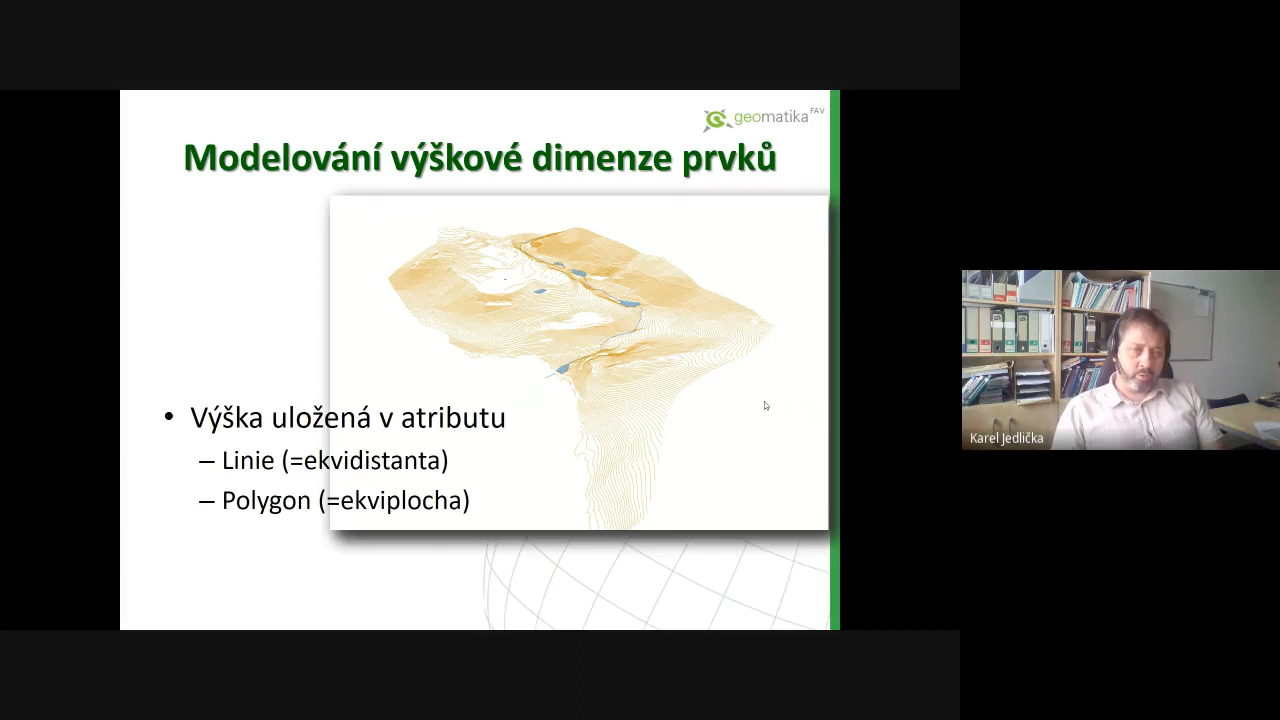 geomatika FAV
Modelování výškové dimenze prvků
• Výška uložená v atributu
– Linie (=ekvidistanta)
– Polygon (=ekviplocha)
Karel Jedlička